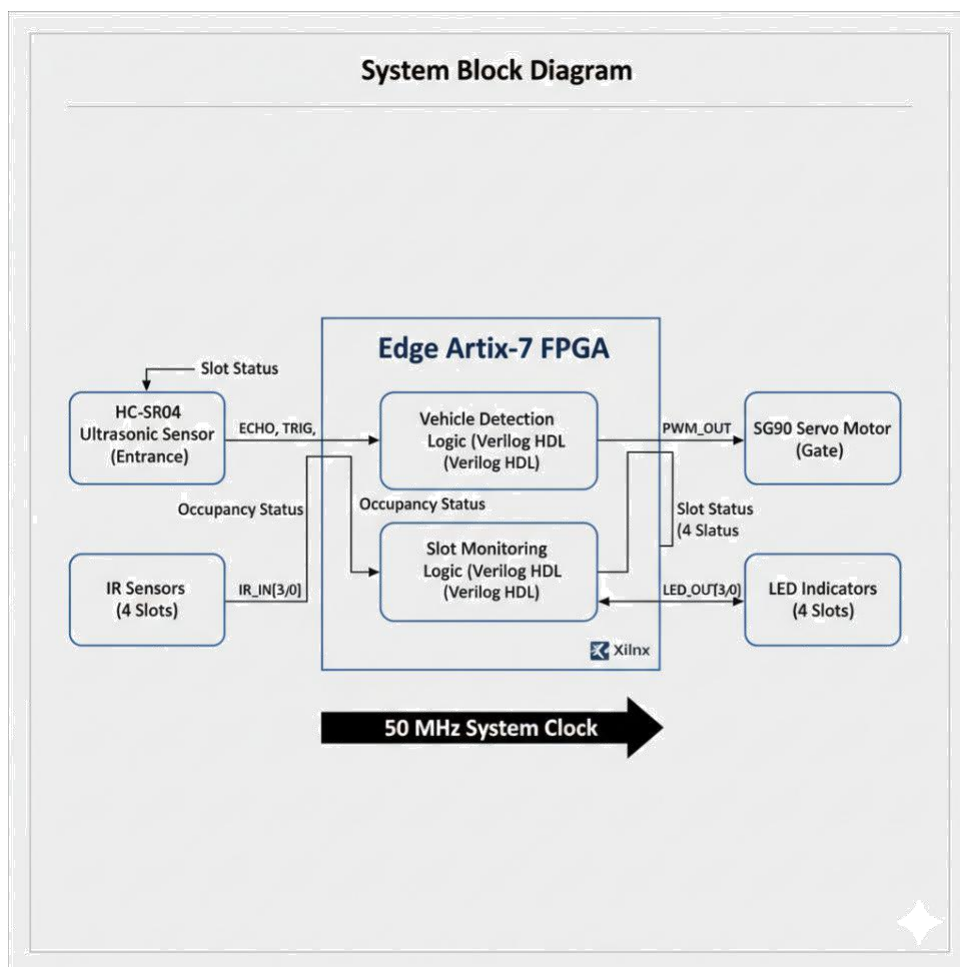 System Block Diagram
Edge Artix-7 FPGA
Slot Status
HC-SR04
Ultrasonic Sensor
(Entrance)
ECHO, TRIG,
Vehicle Detection
Logic (Verilog HDL
(Verilog HDL)
PWM_OUT
SG90 Servo Motor
(Gate)
Occupancy Status
Occupancy Status
Slot Status
(4 Slatus
IR Sensors
(4 Slots)
IR_IN[3/0]
Slot Monitoring
Logic (Verilog HDL
(Verilog HDL)
LED_OUT[3/0]
LED Indicators
(4 Slots)
Xilnx
50 MHz System Clock